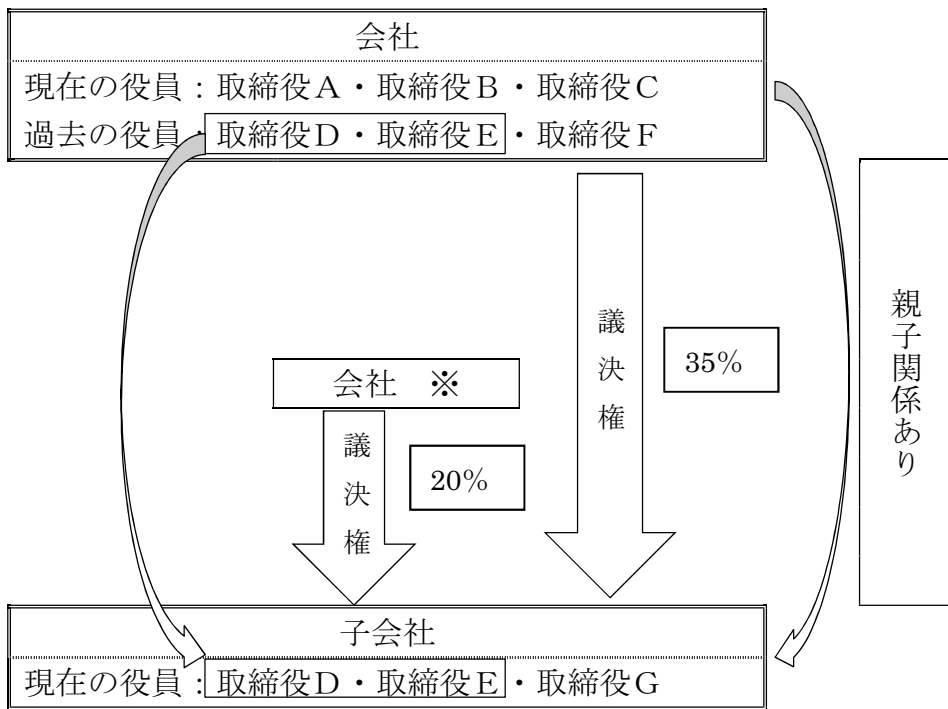 会社
現在の役員：取締役A・取締役B・取締役C
過去の役員：取締役D・取締役E・取締役F
議決権
35%
親子関係あり
会社　※
議決権
20%
子会社
現在の役員：取締役D・取締役E・取締役G